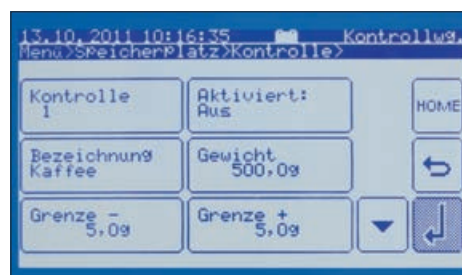 13.10.2011 10:16:35 Kontrollwg.
Menü>Speicherplatz>Kontrolle>
Kontrolle
1
Aktiviert:
Aus
HOME
Bezeichnung
Kaffee
Gewicht
500,0g
Grenze -
5,0g
Grenze +
5,0g